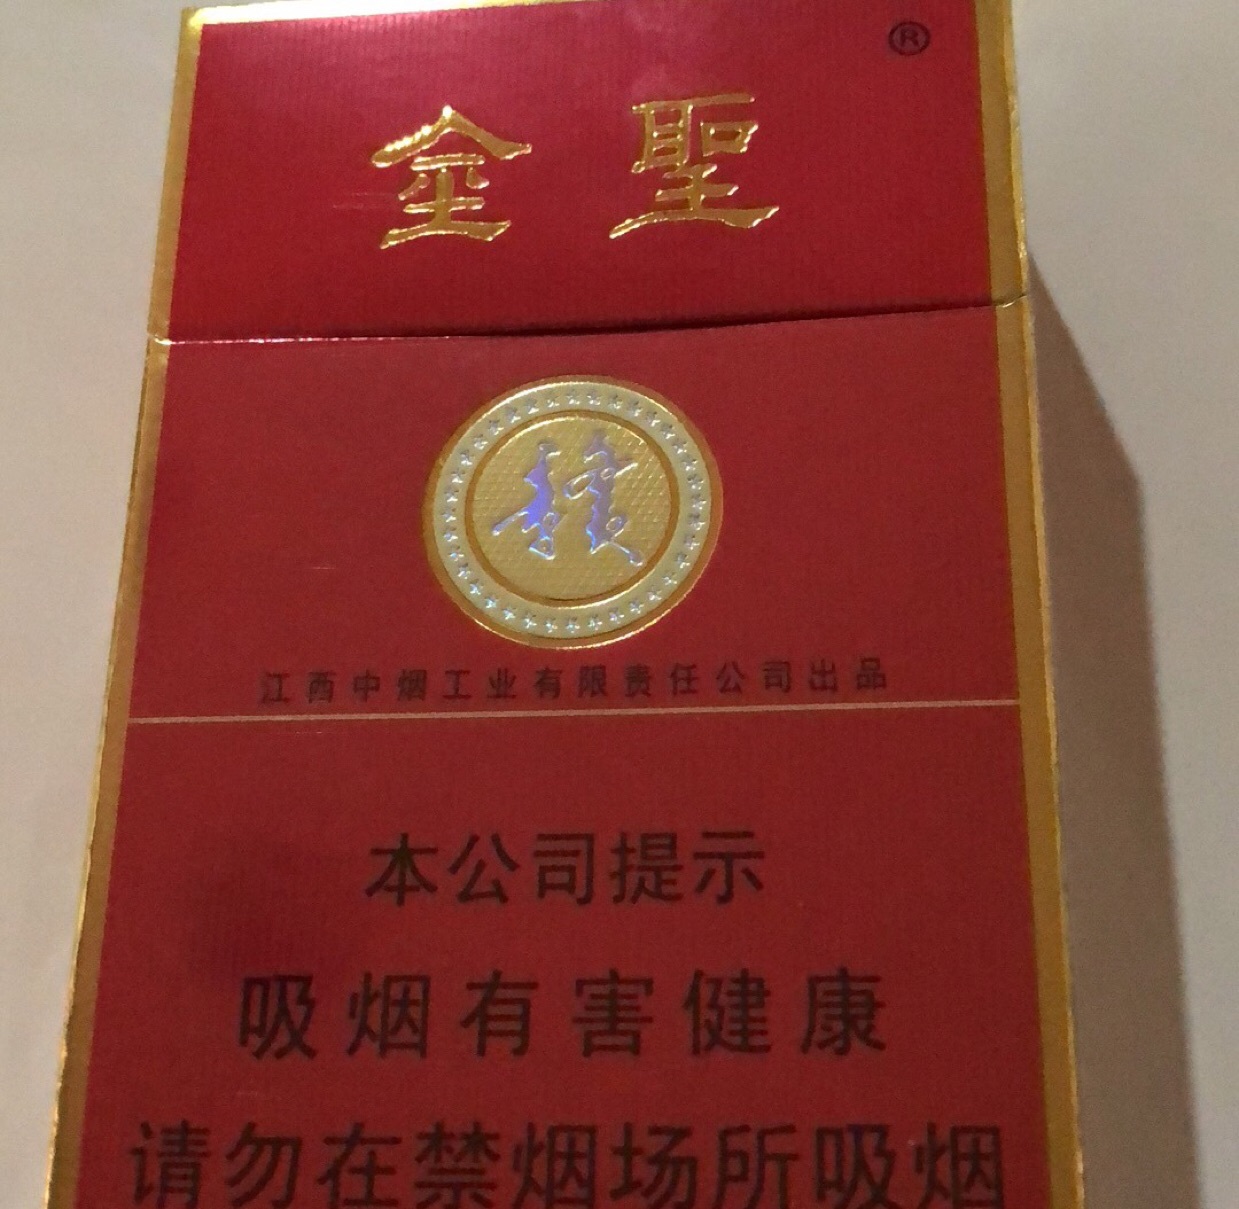 金聖®
赣
江西中烟工业有限责任公司出品
本公司提示
吸烟有害健康
请勿在禁烟场所吸烟